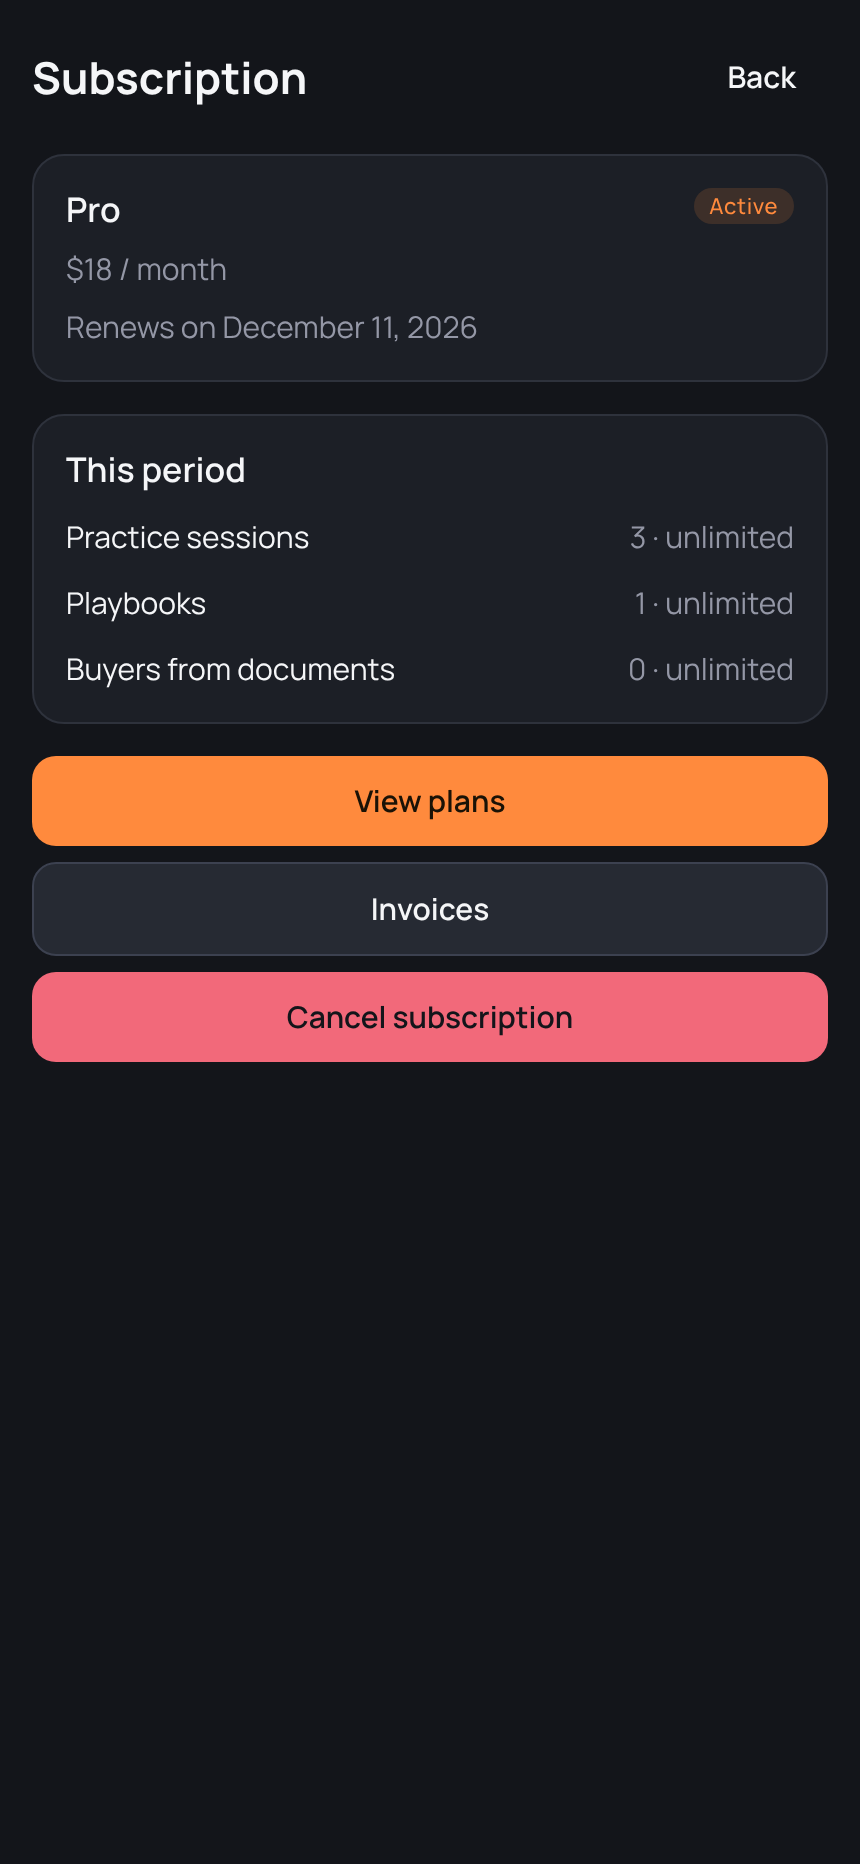 Subscription
Back
Pro
Active
$18 / month
Renews on December 11, 2026
This period
Practice sessions
3 · unlimited
Playbooks
1 · unlimited
Buyers from documents
0 · unlimited
View plans
Invoices
Cancel subscription